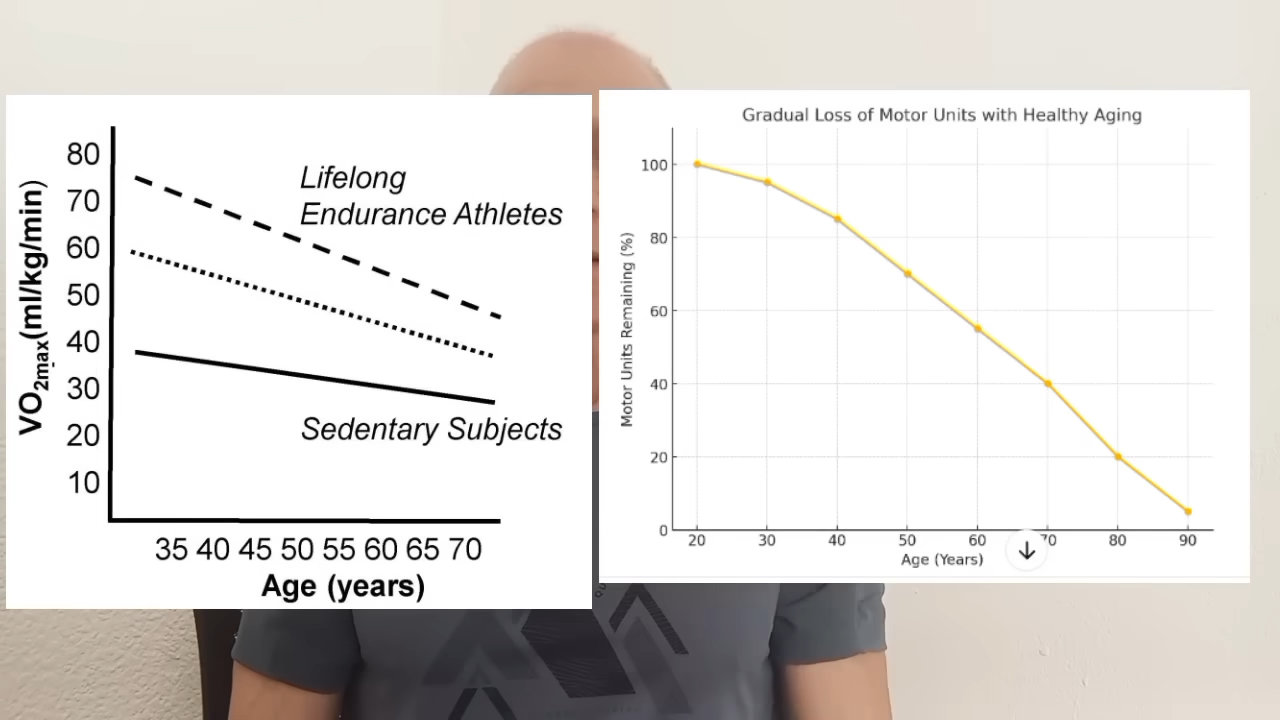 80
70
60
50
40
30
20
10
VO2max(ml/kg/min)
Lifelong
Endurance Athletes
Sedentary Subjects
35 40 45 50 55 60 65 70
Age (years)
Gradual Loss of Motor Units with Healthy Aging
100
80
60
40
20
0
Motor Units Remaining (%)
20 30 40 50 60 70 80 90
Age (Years)